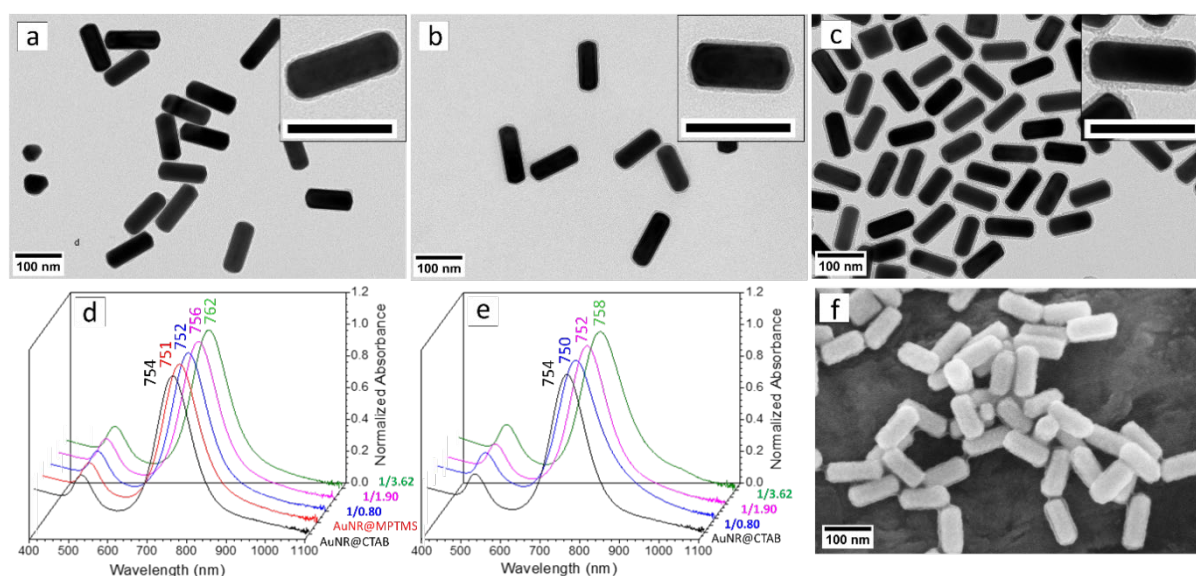 a
b
c
d
100 nm
100 nm
100 nm
d
762
756
752
751
754
1.2
1.0
0.8
0.6
0.4
0.2
0.0
Normalized Absorbance
1/3.62
1/1.90
1/0.80
AuNR@MPTMS
AuNR@CTAB
400 500 600 700 800 900 1000 1100
Wavelength (nm)
e
758
752
750
754
1.2
1.0
0.8
0.6
0.4
0.2
0.0
Normalized Absorbance
1/3.62
1/1.90
1/0.80
AuNR@CTAB
400 500 600 700 800 900 1000 1100
Wavelength (nm)
f
100 nm